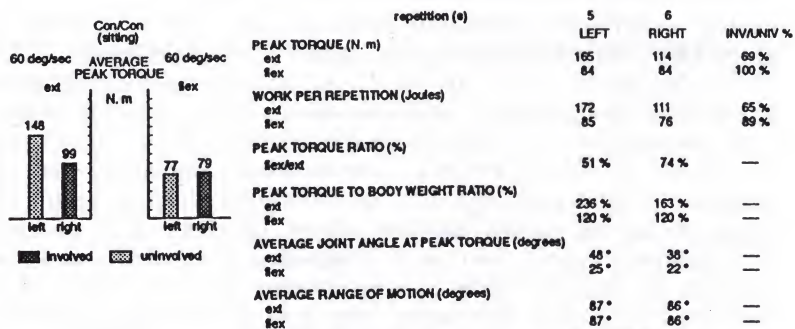 Con/Con
(sitting)
60 deg/sec 60 deg/sec
AVERAGE
PEAK TORQUE
ext flex
N. m
148
99
77 79
left right left right
involved uninvolved
repetition (s) 5 6
LEFT RIGHT INV/UNIV %
PEAK TORQUE (N. m)
ext 165 114 69 %
flex 84 84 100 %
WORK PER REPETITION (Joules)
ext 172 111 65 %
flex 85 76 89 %
PEAK TORQUE RATIO (%)
flex/ext 51 % 74 % —
PEAK TORQUE TO BODY WEIGHT RATIO (%)
ext 236 % 163 % —
flex 120 % 120 % —
AVERAGE JOINT ANGLE AT PEAK TORQUE (degrees)
ext 48 ° 38 ° —
flex 25 ° 22 ° —
AVERAGE RANGE OF MOTION (degrees)
ext 87 ° 86 ° —
flex 87 ° 86 ° —